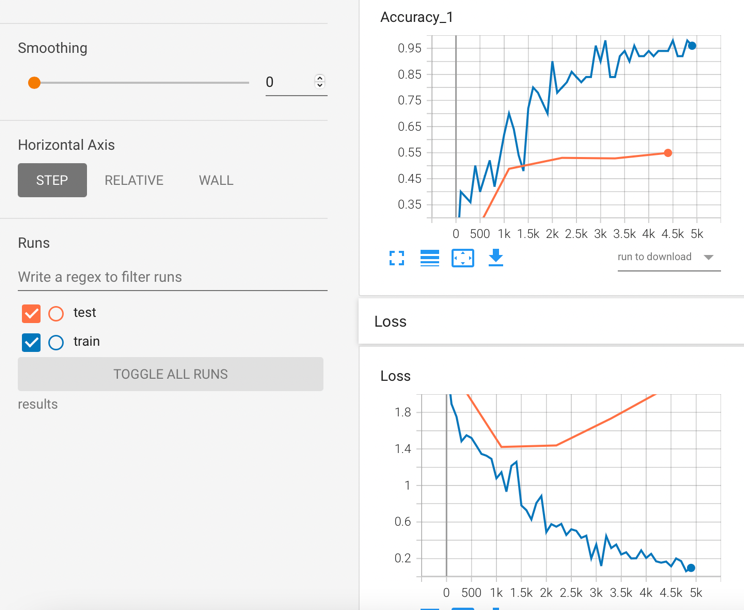 Smoothing
0
Horizontal Axis
STEP RELATIVE WALL
Runs
Write a regex to filter runs
test
train
TOGGLE ALL RUNS
results
Accuracy_1
0.95
0.85
0.75
0.65
0.55
0.45
0.35
0 500 1k 1.5k 2k 2.5k 3k 3.5k 4k 4.5k 5k
run to download
Loss
Loss
1.8
1.4
1
0.6
0.2
0 500 1k 1.5k 2k 2.5k 3k 3.5k 4k 4.5k 5k